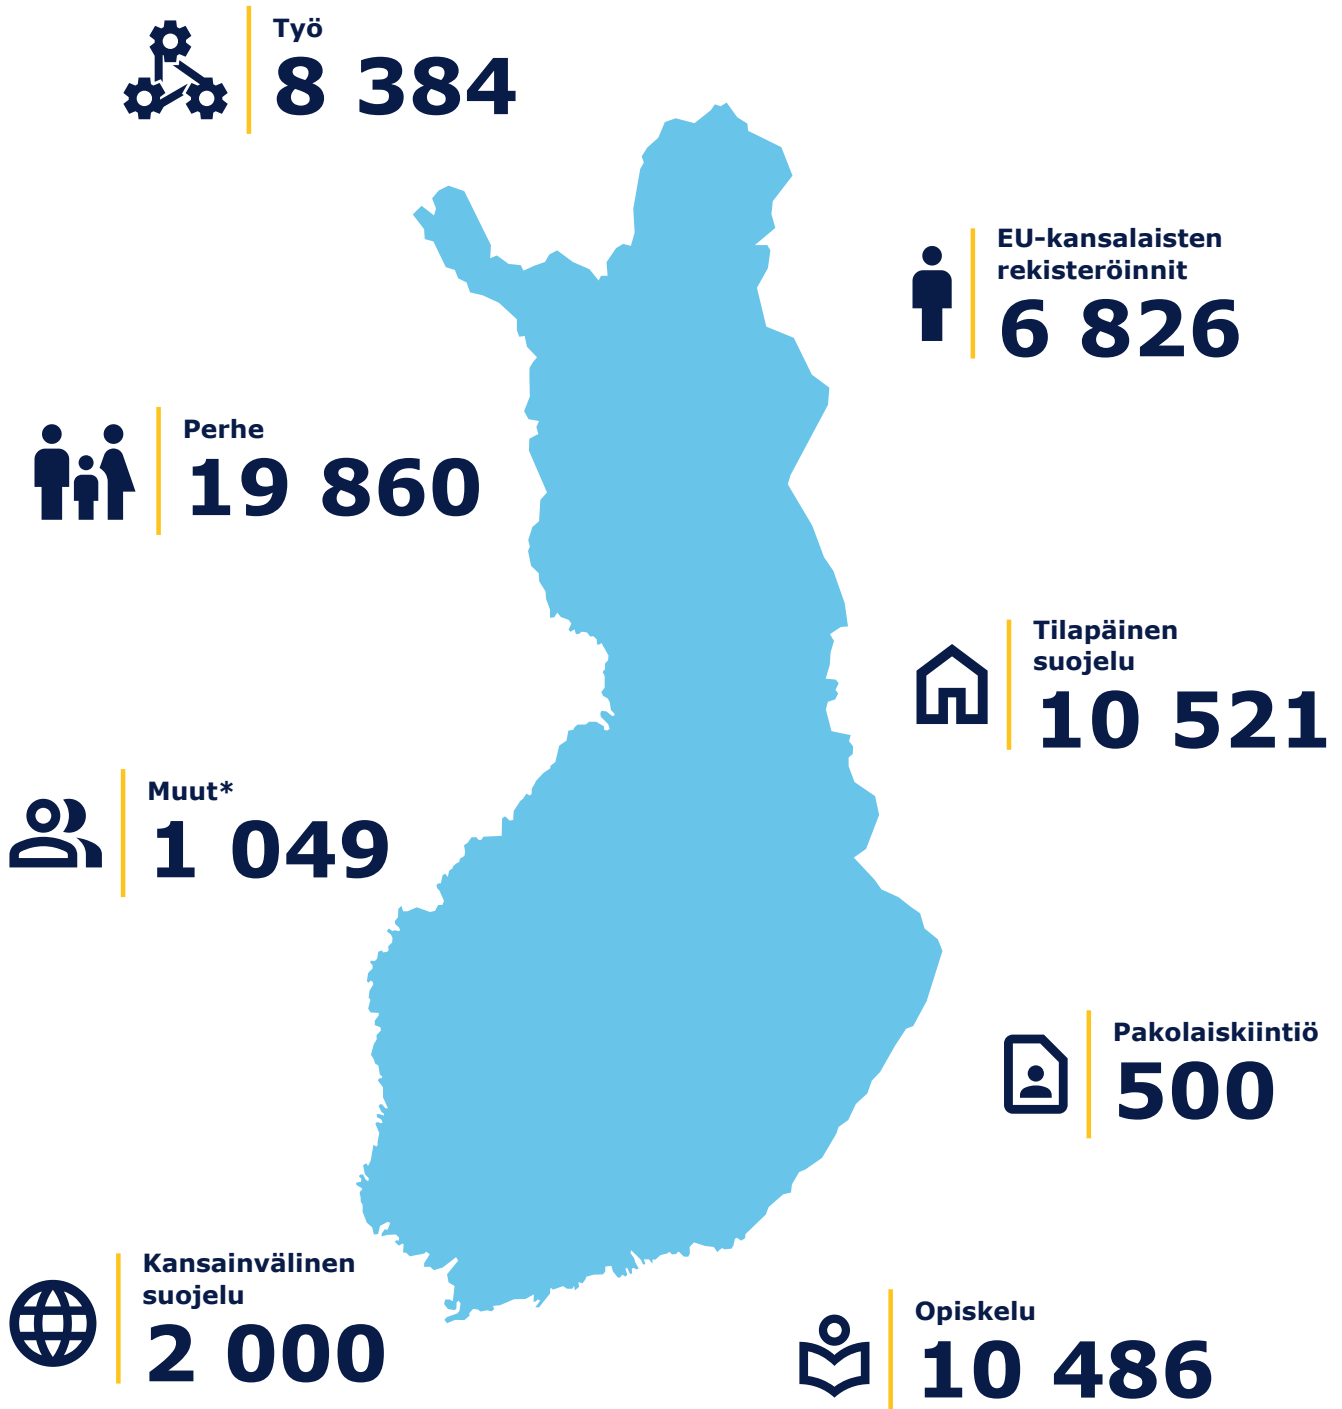 Työ
8 384
EU-kansalaisten
rekisteröinnit
6 826
Perhe
19 860
Tilapäinen
suojelu
10 521
Muut*
1 049
Pakolaiskiintiö
500
Kansainvälinen
suojelu
2 000
Opiskelu
10 486